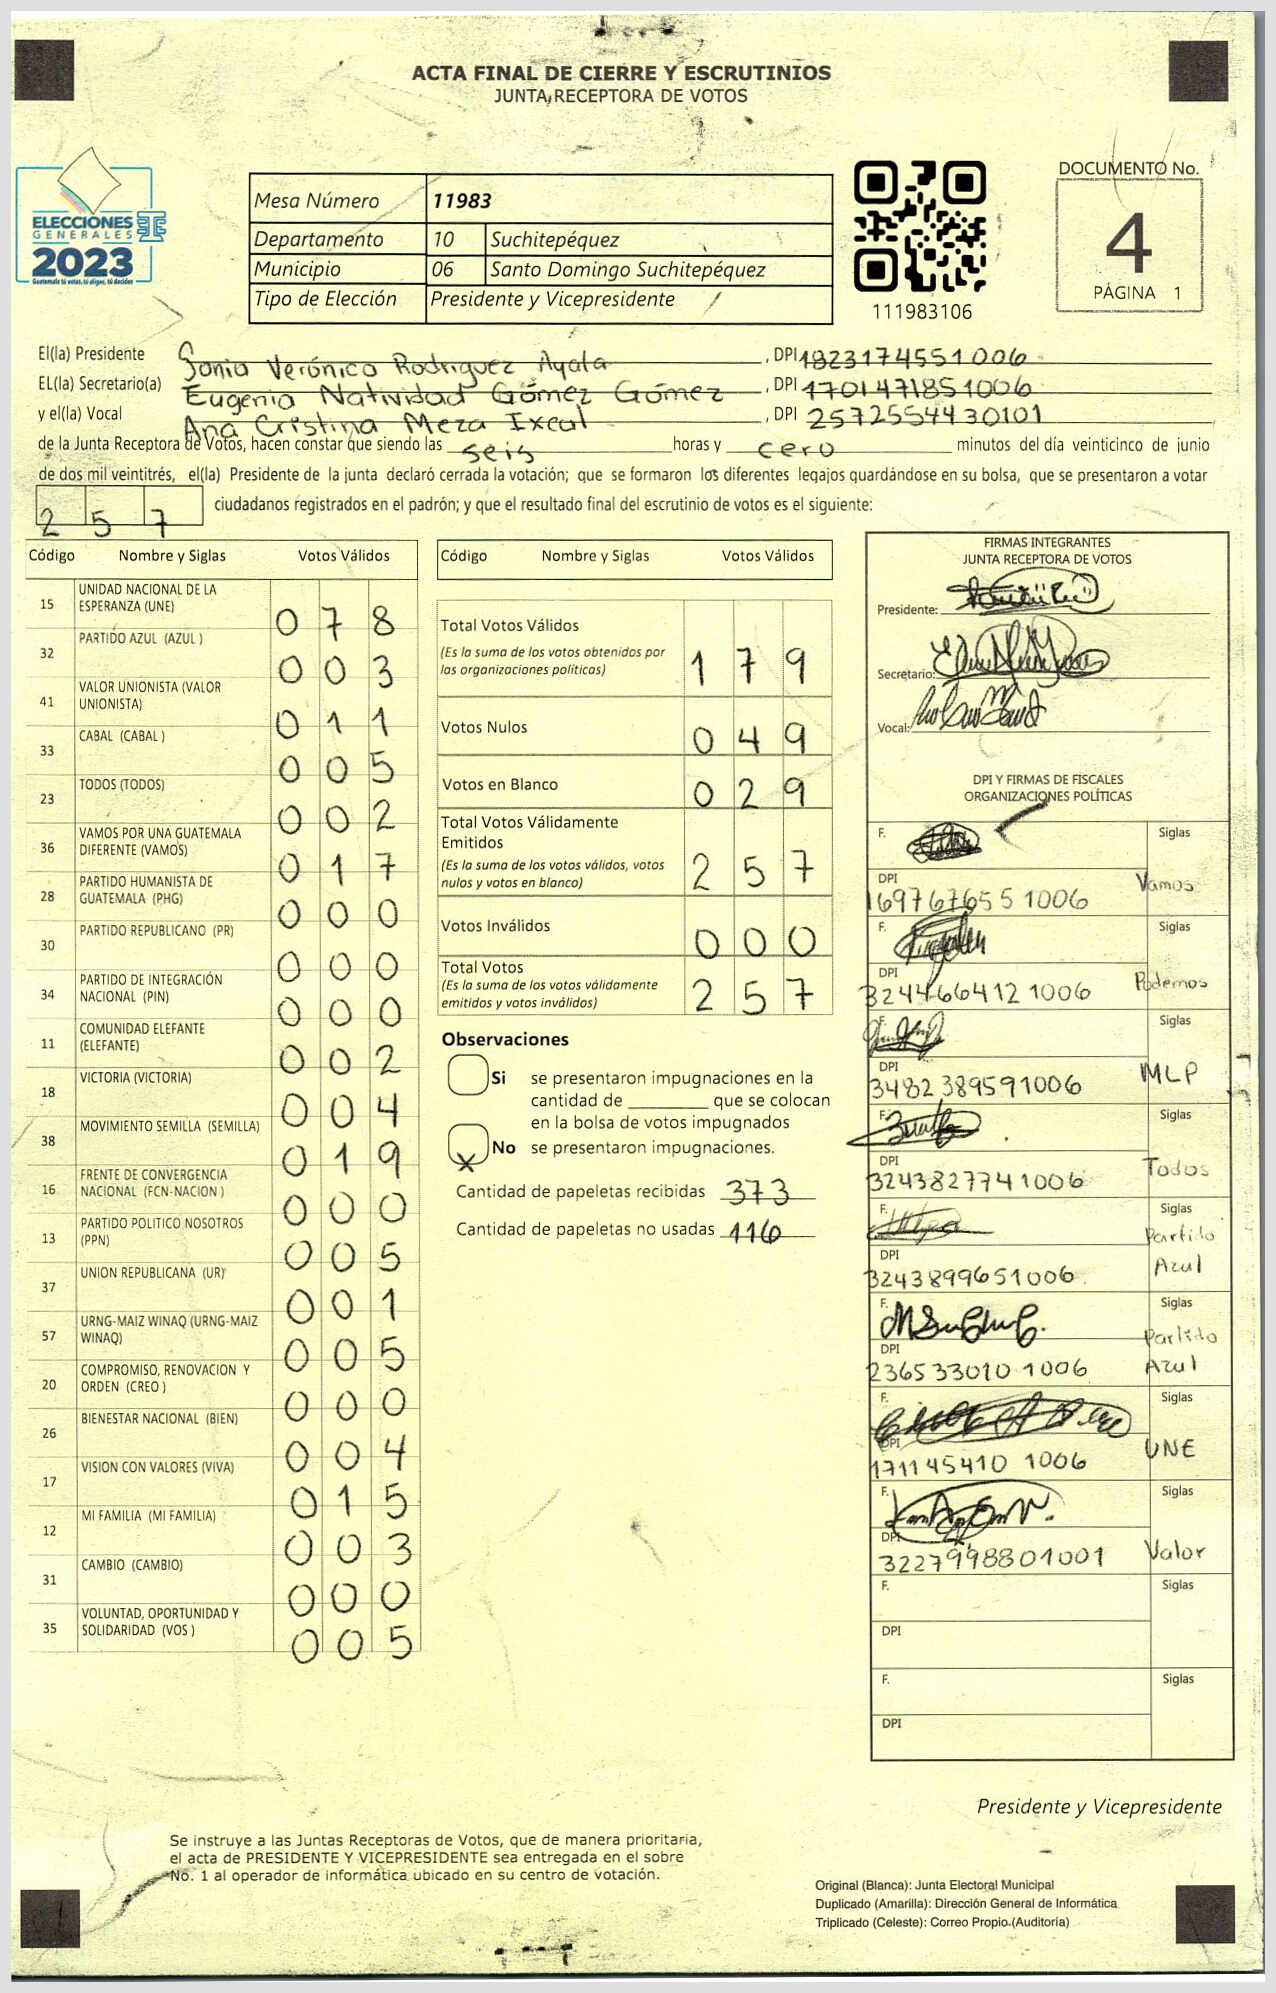 ACTA FINAL DE CIERRE Y ESCRUTINIOS
JUNTA RECEPTORA DE VOTOS
ELECCIONES
GENERALES
2023
Guatemala tú votas, tú eliges, tú decides
Mesa Número 11983
Departamento 10 Suchitepéquez
Municipio 06 Santo Domingo Suchitepéquez
Tipo de Elección Presidente y Vicepresidente
111983106
DOCUMENTO No.
4
PÁGINA 1
El(la) Presidente Sonia Verónica Rodriguez Ayala, DPI 1823174551006
EL(la) Secretario(a) Eugenia Natividad Gómez Gómez, DPI 1701471851006
y el(la) Vocal Ana Cristina Meza Ixcal, DPI 2572554430101
de la Junta Receptora de Votos, hacen constar que siendo las seis horas y cero minutos del día veinticinco de junio
de dos mil veintitrés, el(la) Presidente de la junta declaró cerrada la votación; que se formaron los diferentes legajos guardándose en su bolsa, que se presentaron a votar
2 5 7 ciudadanos registrados en el padrón; y que el resultado final del escrutinio de votos es el siguiente:
Código Nombre y Siglas Votos Válidos
15 UNIDAD NACIONAL DE LA ESPERANZA (UNE) 0 7 8
32 PARTIDO AZUL (AZUL ) 0 0 3
41 VALOR UNIONISTA (VALOR UNIONISTA) 0 1 1
33 CABAL (CABAL ) 0 0 5
23 TODOS (TODOS) 0 0 2
36 VAMOS POR UNA GUATEMALA DIFERENTE (VAMOS) 0 1 7
28 PARTIDO HUMANISTA DE GUATEMALA (PHG) 0 0 0
30 PARTIDO REPUBLICANO (PR) 0 0 0
34 PARTIDO DE INTEGRACIÓN NACIONAL (PIN) 0 0 0
11 COMUNIDAD ELEFANTE (ELEFANTE) 0 0 2
18 VICTORIA (VICTORIA) 0 0 4
38 MOVIMIENTO SEMILLA (SEMILLA) 0 1 9
16 FRENTE DE CONVERGENCIA NACIONAL (FCN-NACION ) 0 0 0
13 PARTIDO POLITICO NOSOTROS (PPN) 0 0 5
37 UNION REPUBLICANA (UR) 0 0 1
57 URNG-MAIZ WINAQ (URNG-MAIZ WINAQ) 0 0 5
20 COMPROMISO, RENOVACION Y ORDEN (CREO ) 0 0 0
26 BIENESTAR NACIONAL (BIEN) 0 0 4
17 VISION CON VALORES (VIVA) 0 1 5
12 MI FAMILIA (MI FAMILIA) 0 0 3
31 CAMBIO (CAMBIO) 0 0 0
35 VOLUNTAD, OPORTUNIDAD Y SOLIDARIDAD (VOS ) 0 0 5
Código Nombre y Siglas Votos Válidos
Total Votos Válidos
(Es la suma de los votos obtenidos por
las organizaciones políticas) 1 7 9
Votos Nulos 0 4 9
Votos en Blanco 0 2 9
Total Votos Válidamente
Emitidos
(Es la suma de los votos válidos, votos
nulos y votos en blanco) 2 5 7
Votos Inválidos 0 0 0
Total Votos
(Es la suma de los votos válidamente
emitidos y votos inválidos) 2 5 7
Observaciones
Si se presentaron impugnaciones en la
cantidad de ________ que se colocan
en la bolsa de votos impugnados
X No se presentaron impugnaciones.
Cantidad de papeletas recibidas 373
Cantidad de papeletas no usadas 116
FIRMAS INTEGRANTES
JUNTA RECEPTORA DE VOTOS
Presidente:
Secretario:
Vocal:
DPI Y FIRMAS DE FISCALES
ORGANIZACIONES POLÍTICAS
F. Siglas
DPI Vamos
1697676551006
F. Siglas
DPI Podemos
3244664121006
F. Siglas
DPI MLP
3482389591006
F. Siglas
DPI Todos
3243827741006
F. Siglas
Partido
DPI Azul
3243899651006
F. Siglas
Partido
DPI Azul
2365330101006
F. Siglas
DPI UNE
1711454101006
F. Siglas
DPI Valor
3227998801001
F. Siglas
DPI
F. Siglas
DPI
Presidente y Vicepresidente
Se instruye a las Juntas Receptoras de Votos, que de manera prioritaria,
el acta de PRESIDENTE Y VICEPRESIDENTE sea entregada en el sobre
No. 1 al operador de informática ubicado en su centro de votación.
Original (Blanca): Junta Electoral Municipal
Duplicado (Amarilla): Dirección General de Informática
Triplicado (Celeste): Correo Propio (Auditoría)